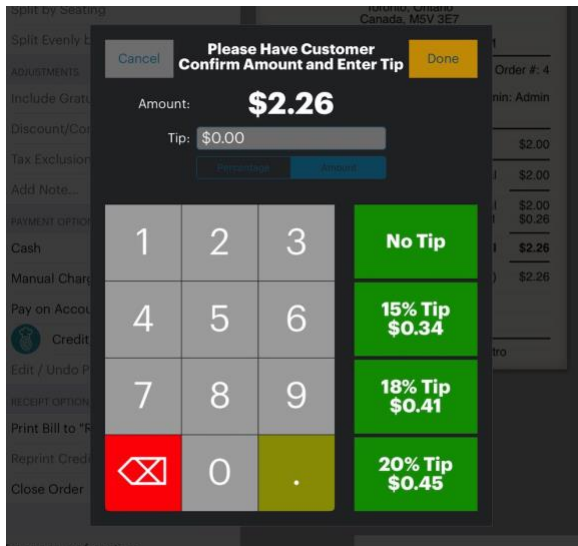 Split by Seating
Split Evenly b
ADJUSTMENTS
Include Gratu
Discount/Co
Tax Exclusion
Add Note...
PAYMENT OPTION
Cash
Manual Charg
Pay on Accou
Credit
Edit / Undo P
RECEIPT OPTION
Print Bill to "R
Reprint Credi
Close Order
Toronto, Ontario
Canada, M5V 3E7
Order #: 4
min: Admin
$2.00
$2.00
$2.00
$0.26
$2.26
$2.26
tro
Cancel
Please Have Customer
Confirm Amount and Enter Tip
Done
Amount: $2.26
Tip: $0.00
Percentage Amount
1 2 3 No Tip
4 5 6 15% Tip
$0.34
7 8 9 18% Tip
$0.41
0 . 20% Tip
$0.45